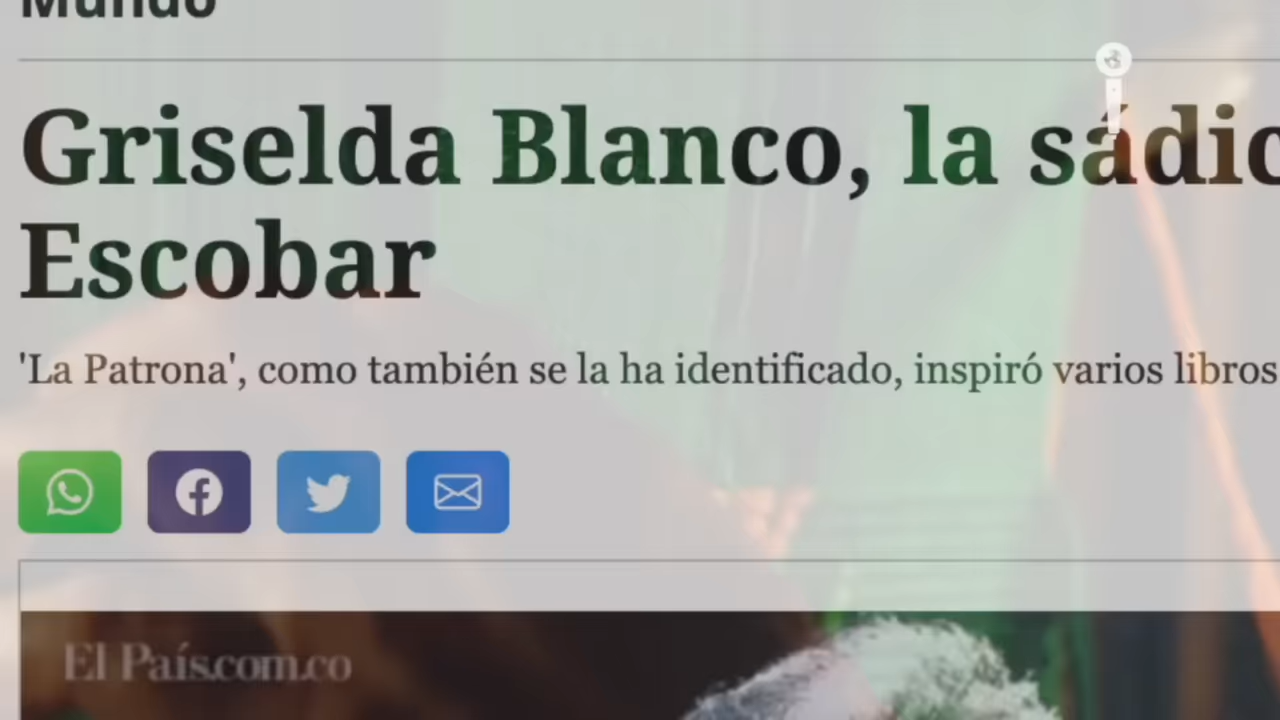 Mundo
Griselda Blanco, la sádic
Escobar
'La Patrona', como también se la ha identificado, inspiró varios libros
El País.com.co